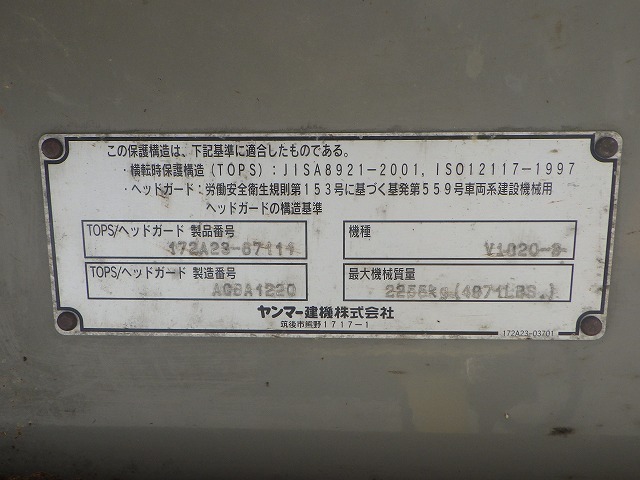 この保護構造は、下記基準に適合したものである。
・横転時保護構造(TOPS):JISA8921-2001, ISO12117-1997
・ヘッドガード:労働安全衛生規則第153号に基づく基発第559号車両系建設機械用
ヘッドガードの構造基準
TOPS/ヘッドガード 製品番号
172A23-67111
機種
ViO20-3
TOPS/ヘッドガード 製造番号
AG6A1220
最大機械質量
2255kg(4971LBS.)
ヤンマー建機株式会社
筑後市熊野1717-1
172A23-03701